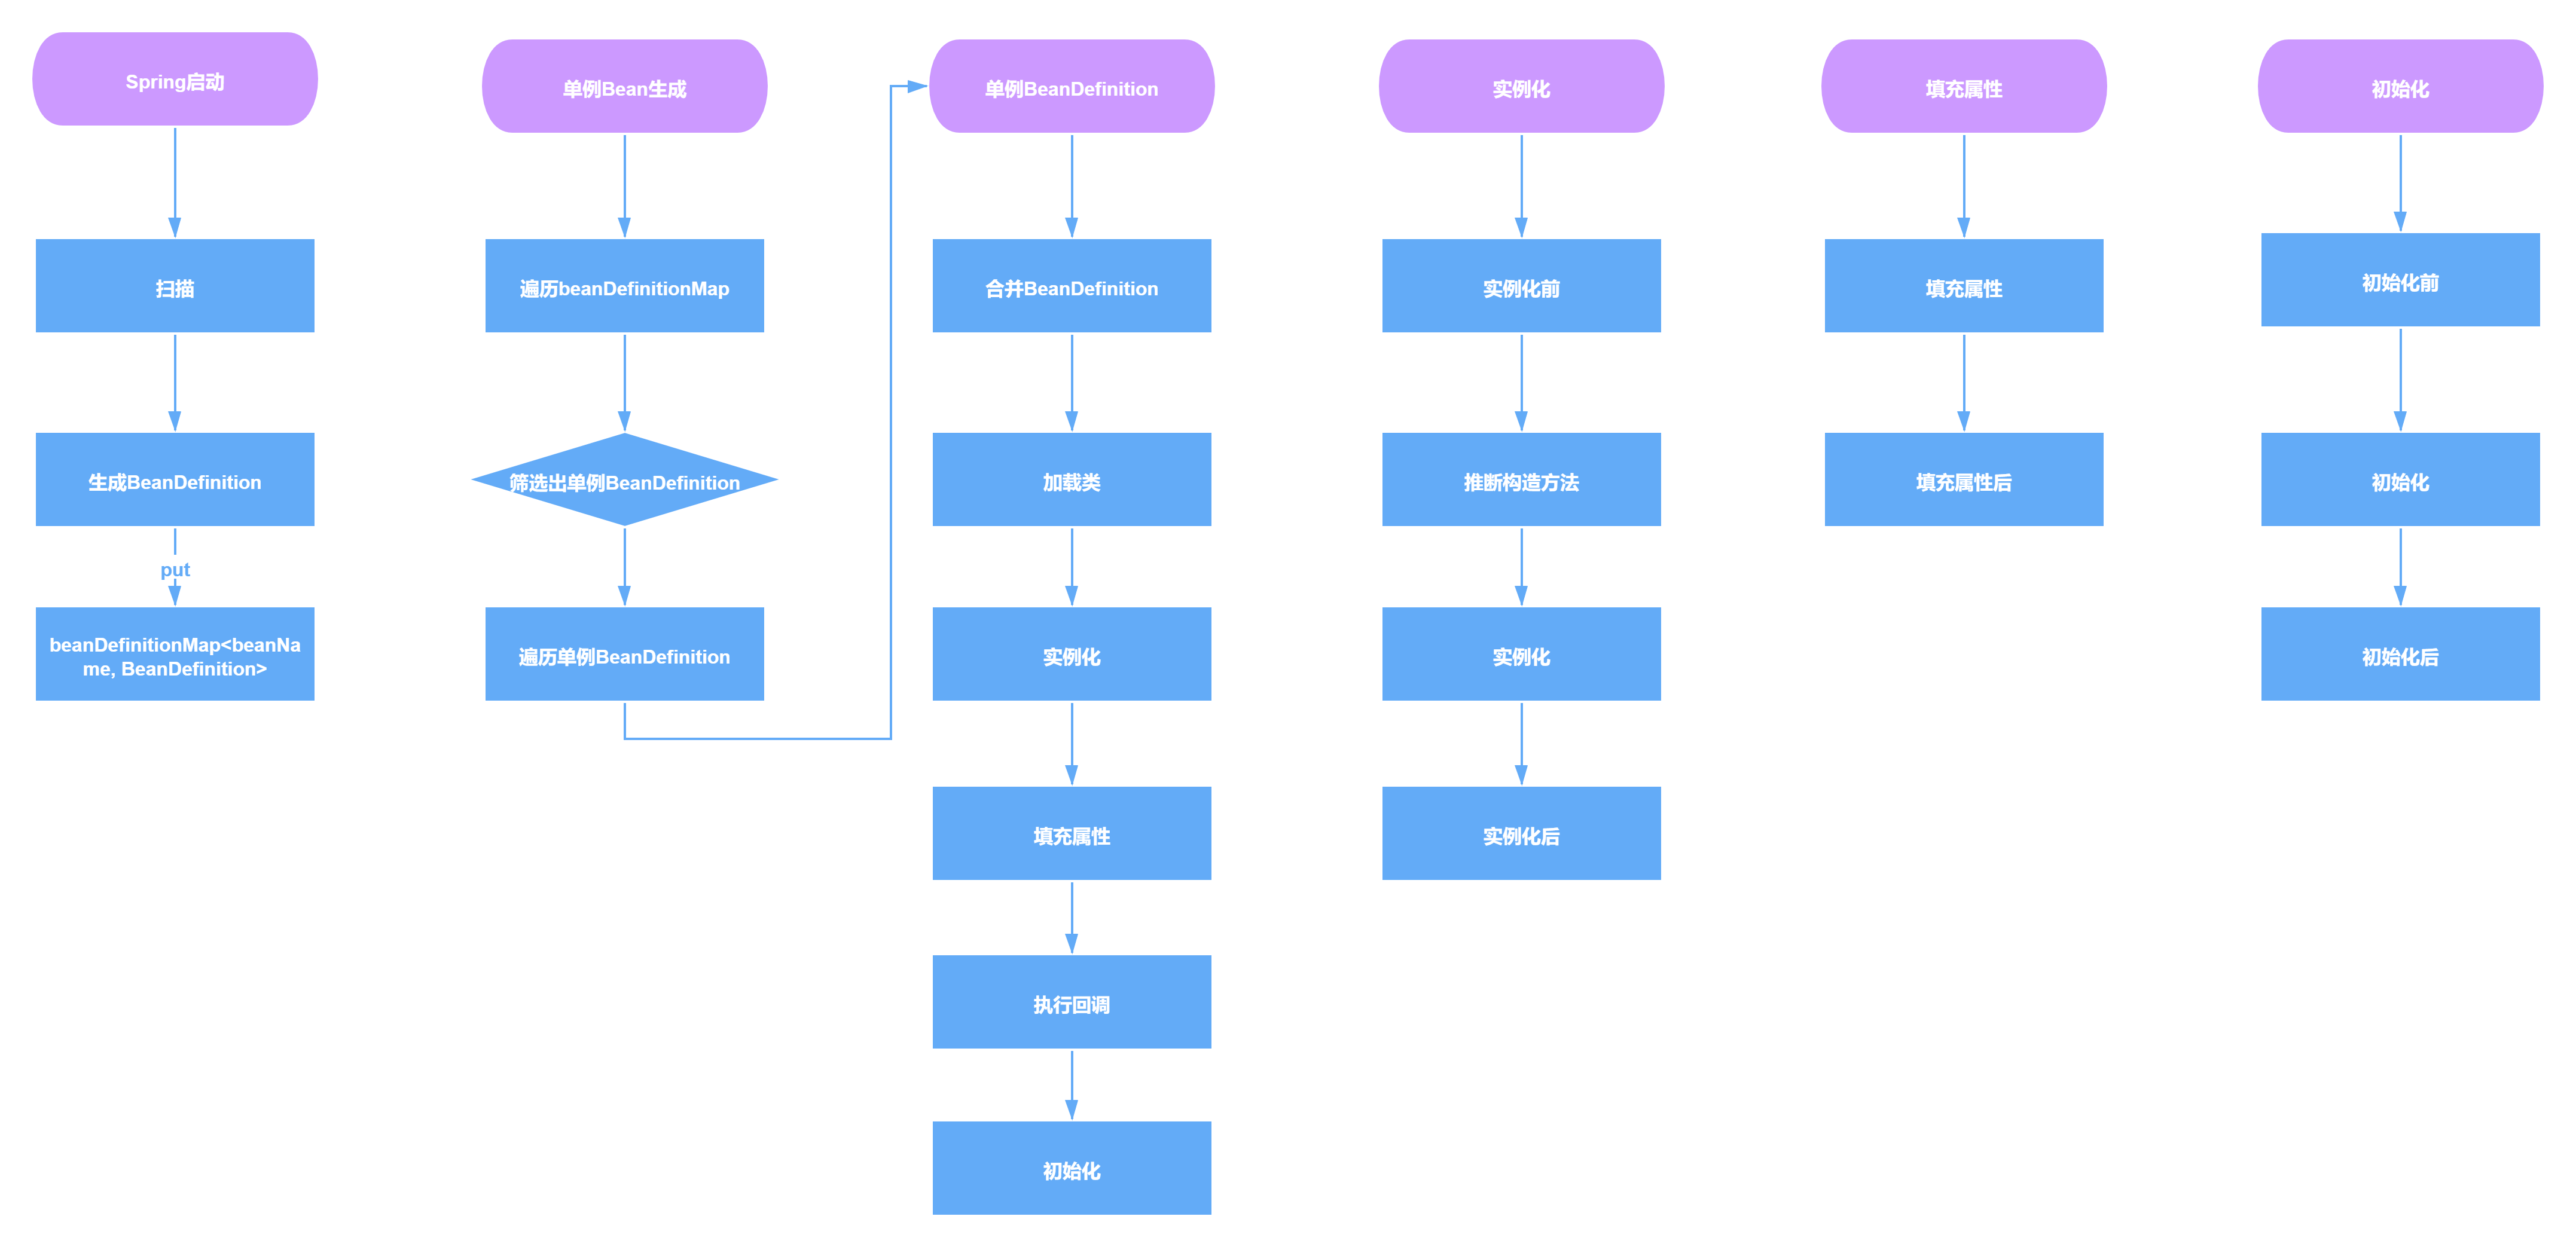 Spring启动
扫描
生成BeanDefinition
put
beanDefinitionMap<beanNa
me, BeanDefinition>
单例Bean生成
遍历beanDefinitionMap
筛选出单例BeanDefinition
遍历单例BeanDefinition
单例BeanDefinition
合并BeanDefinition
加载类
实例化
填充属性
执行回调
初始化
实例化
实例化前
推断构造方法
实例化
实例化后
填充属性
填充属性
填充属性后
初始化
初始化前
初始化
初始化后